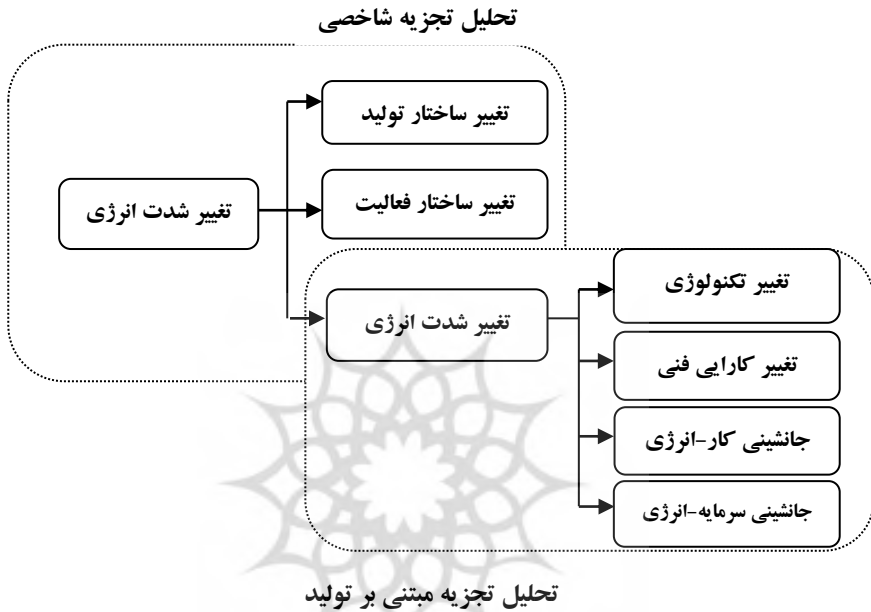 تحلیل تجزیه شاخصی
تغییر ساختار تولید
تغییر شدت انرژی
تغییر ساختار فعالیت
تغییر شدت انرژی
تغییر تکنولوژی
تغییر کارایی فنی
جانشینی کار-انرژی
جانشینی سرمایه-انرژی
تحلیل تجزیه مبتنی بر تولید